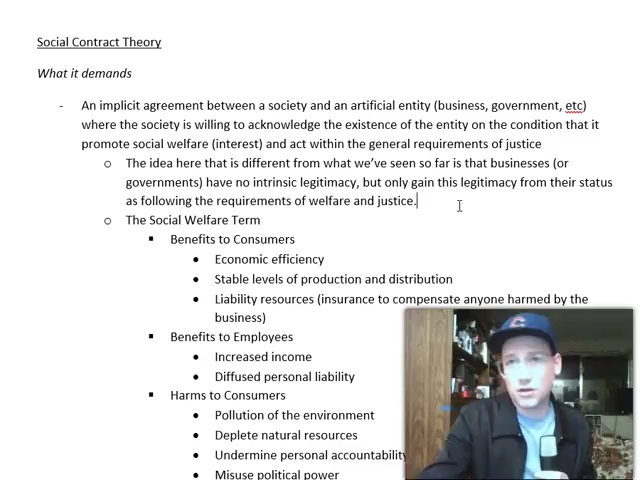 Social Contract Theory
What it demands
- An implicit agreement between a society and an artificial entity (business, government, etc)
where the society is willing to acknowledge the existence of the entity on the condition that it
promote social welfare (interest) and act within the general requirements of justice
o The idea here that is different from what we've seen so far is that businesses (or
governments) have no intrinsic legitimacy, but only gain this legitimacy from their status
as following the requirements of welfare and justice.
o The Social Welfare Term
▪ Benefits to Consumers
• Economic efficiency
• Stable levels of production and distribution
• Liability resources (insurance to compensate anyone harmed by the
business)
▪ Benefits to Employees
• Increased income
• Diffused personal liability
▪ Harms to Consumers
• Pollution of the environment
• Deplete natural resources
• Undermine personal accountability
• Misuse political power